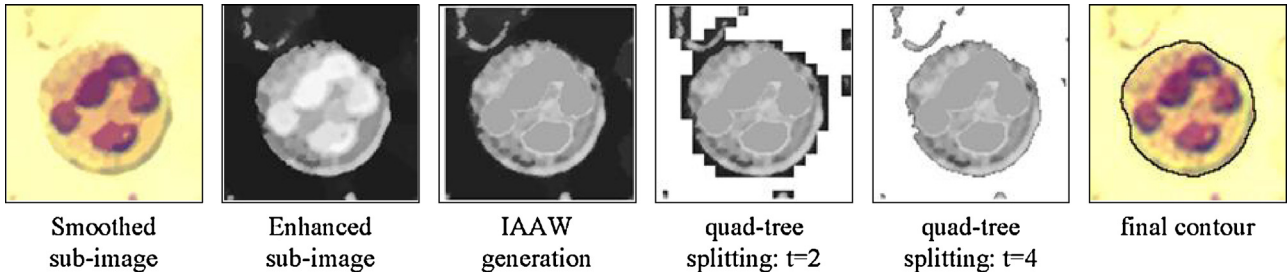 Smoothed
sub-image
Enhanced
sub-image
IAAW
generation
quad-tree
splitting: t=2
quad-tree
splitting: t=4
final contour